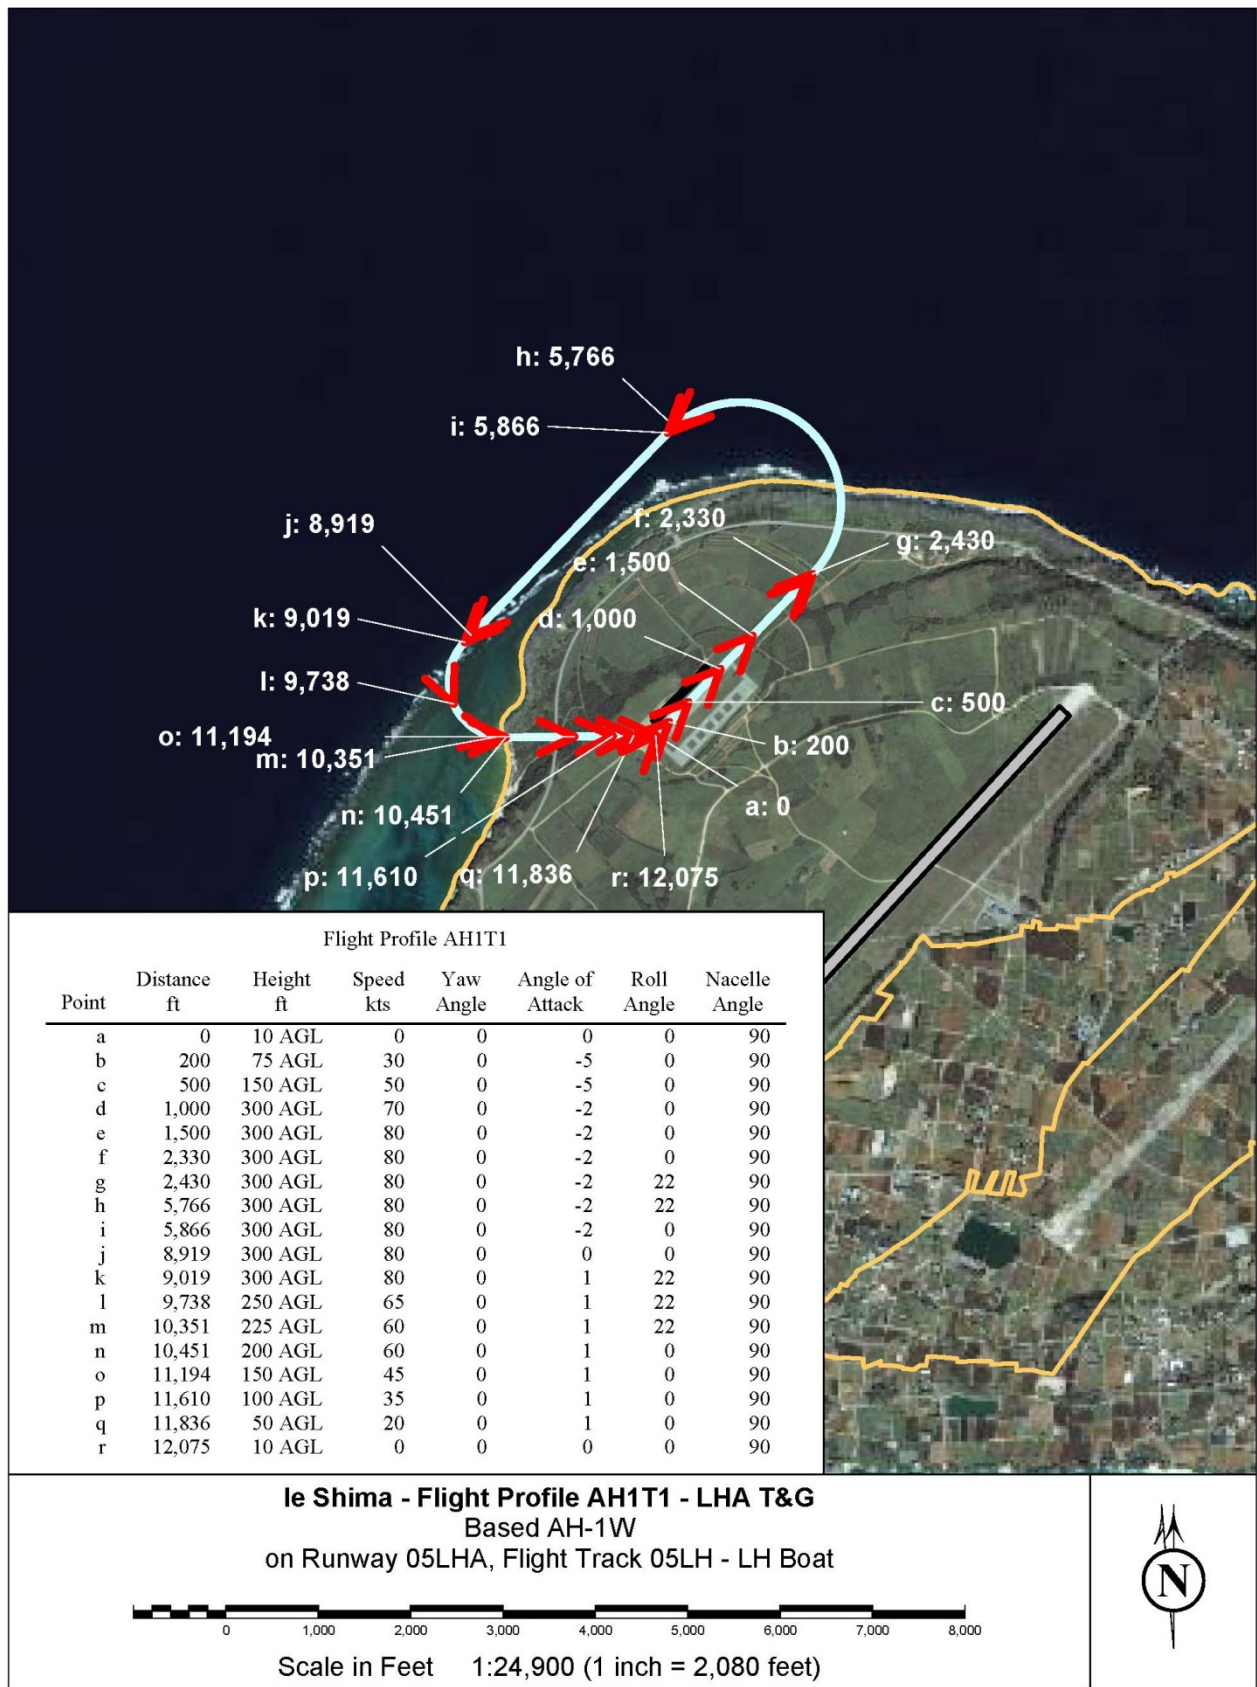 h: 5,766
i: 5,866
f: 2,330
j: 8,919
g: 2,430
e: 1,500
k: 9,019
d: 1,000
l: 9,738
c: 500
o: 11,194
b: 200
m: 10,351
a: 0
n: 10,451
p: 11,610
q: 11,836
r: 12,075
Flight Profile AH1T1
Point Distance ft Height ft Speed kts Yaw Angle Angle of Attack Roll Angle Nacelle Angle
a 0 10 AGL 0 0 0 0 90
b 200 75 AGL 30 0 -5 0 90
c 500 150 AGL 50 0 -5 0 90
d 1,000 300 AGL 70 0 -2 0 90
e 1,500 300 AGL 80 0 -2 0 90
f 2,330 300 AGL 80 0 -2 0 90
g 2,430 300 AGL 80 0 -2 22 90
h 5,766 300 AGL 80 0 -2 22 90
i 5,866 300 AGL 80 0 -2 0 90
j 8,919 300 AGL 80 0 0 0 90
k 9,019 300 AGL 80 0 1 22 90
l 9,738 250 AGL 65 0 1 22 90
m 10,351 225 AGL 60 0 1 22 90
n 10,451 200 AGL 60 0 1 0 90
o 11,194 150 AGL 45 0 1 0 90
p 11,610 100 AGL 35 0 1 0 90
q 11,836 50 AGL 20 0 1 0 90
r 12,075 10 AGL 0 0 0 0 90
Ie Shima - Flight Profile AH1T1 - LHA T&G
Based AH-1W
on Runway 05LHA, Flight Track 05LH - LH Boat
0 1,000 2,000 3,000 4,000 5,000 6,000 7,000 8,000
Scale in Feet 1:24,900 (1 inch = 2,080 feet)
N